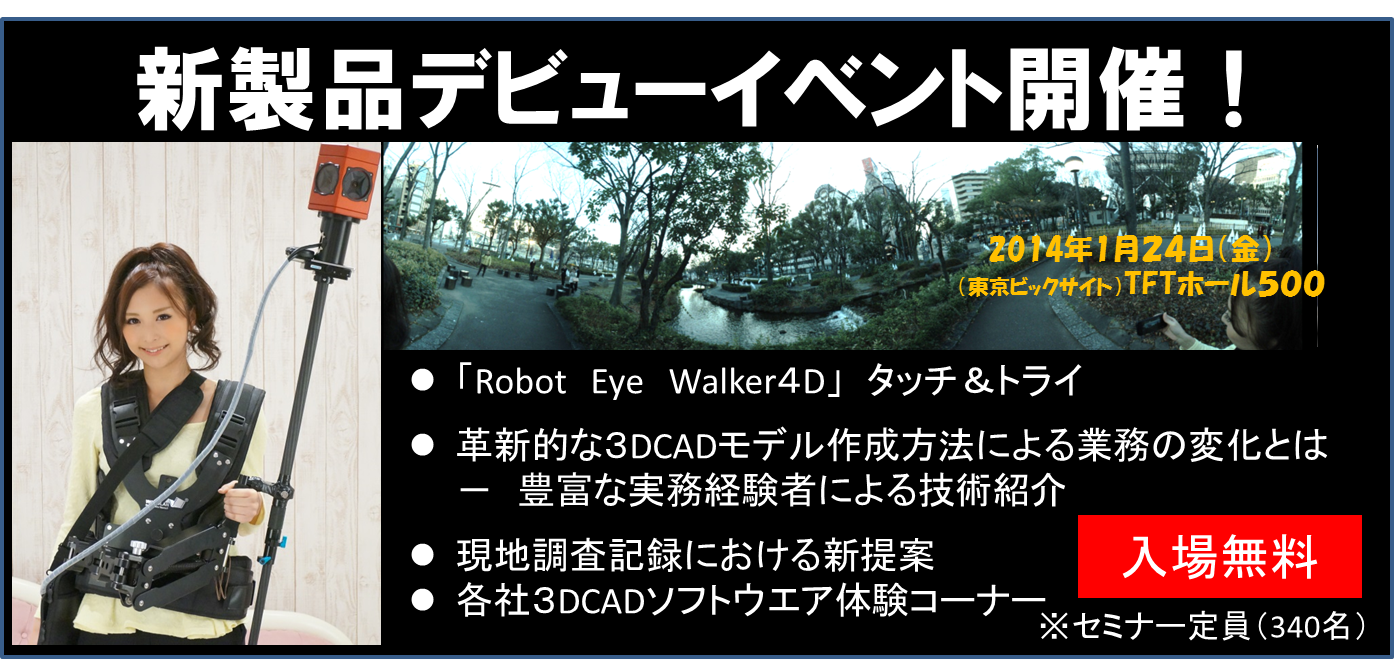 新製品デビューイベント開催！
2014年1月24日(金)
（東京ビックサイト）TFTホール500
● 「Robot Eye Walker４D」 タッチ＆トライ
● 革新的な３DCADモデル作成方法による業務の変化とは
－ 豊富な実務経験者による技術紹介
● 現地調査記録における新提案
● 各社３DCADソフトウエア体験コーナー
入場無料
※セミナー定員（340名）